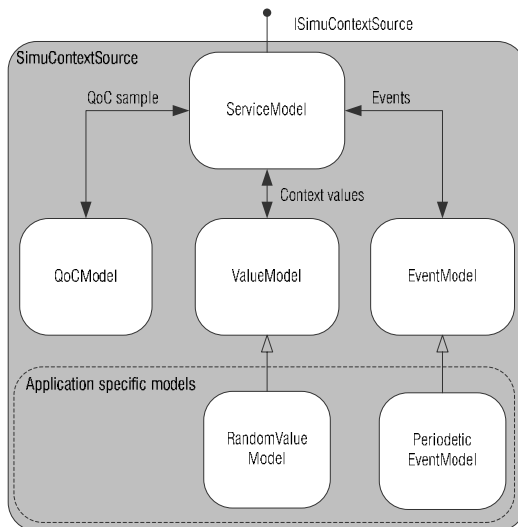 ISimuContextSource
SimuContextSource
QoC sample
ServiceModel
Events
Context values
QoCModel
ValueModel
EventModel
Application specific models
RandomValue
Model
Periodetic
EventModel